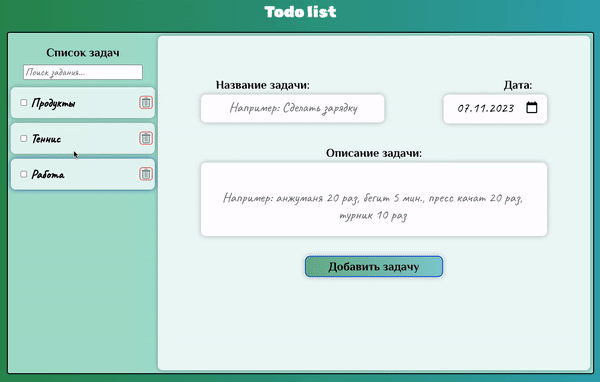 Todo list
Список задач
Поиск задания...
Продукты
Теннис
Работа
Название задачи:
Дата:
Например: Сделать зарядку
07.11.2023
Описание задачи:
Например: анжуманя 20 раз, бегит 5 мин., пресс качат 20 раз,
турник 10 раз
Добавить задачу